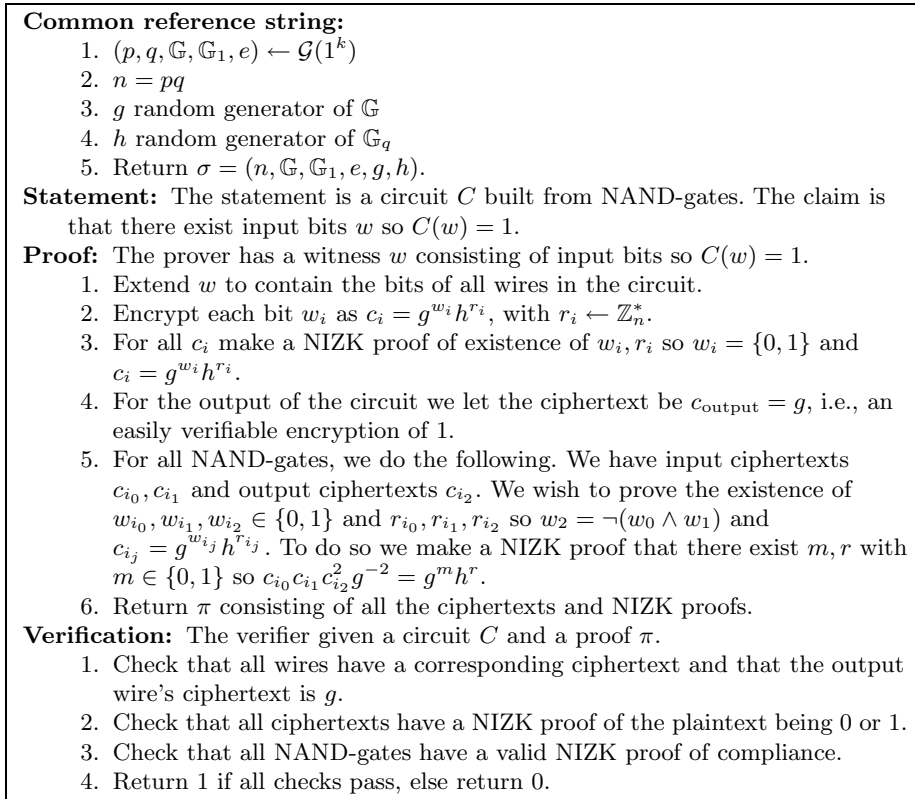 Common reference string:
1. (p, q, 𝔾, 𝔾₁, e) ← 𝒢(1ᵏ)
2. n = pq
3. g random generator of 𝔾
4. h random generator of 𝔾_q
5. Return σ = (n, 𝔾, 𝔾₁, e, g, h).
Statement: The statement is a circuit C built from NAND-gates. The claim is
that there exist input bits w so C(w) = 1.
Proof: The prover has a witness w consisting of input bits so C(w) = 1.
1. Extend w to contain the bits of all wires in the circuit.
2. Encrypt each bit w_i as c_i = g^{w_i} h^{r_i}, with r_i ← ℤ_n^*.
3. For all c_i make a NIZK proof of existence of w_i, r_i so w_i = {0, 1} and
c_i = g^{w_i} h^{r_i}.
4. For the output of the circuit we let the ciphertext be c_output = g, i.e., an
easily verifiable encryption of 1.
5. For all NAND-gates, we do the following. We have input ciphertexts
c_{i_0}, c_{i_1} and output ciphertexts c_{i_2}. We wish to prove the existence of
w_{i_0}, w_{i_1}, w_{i_2} ∈ {0, 1} and r_{i_0}, r_{i_1}, r_{i_2} so w_2 = ¬(w_0 ∧ w_1) and
c_{i_j} = g^{w_{i_j}} h^{r_{i_j}}. To do so we make a NIZK proof that there exist m, r with
m ∈ {0, 1} so c_{i_0} c_{i_1} c_{i_2}^2 g^{-2} = g^m h^r.
6. Return π consisting of all the ciphertexts and NIZK proofs.
Verification: The verifier given a circuit C and a proof π.
1. Check that all wires have a corresponding ciphertext and that the output
wire's ciphertext is g.
2. Check that all ciphertexts have a NIZK proof of the plaintext being 0 or 1.
3. Check that all NAND-gates have a valid NIZK proof of compliance.
4. Return 1 if all checks pass, else return 0.